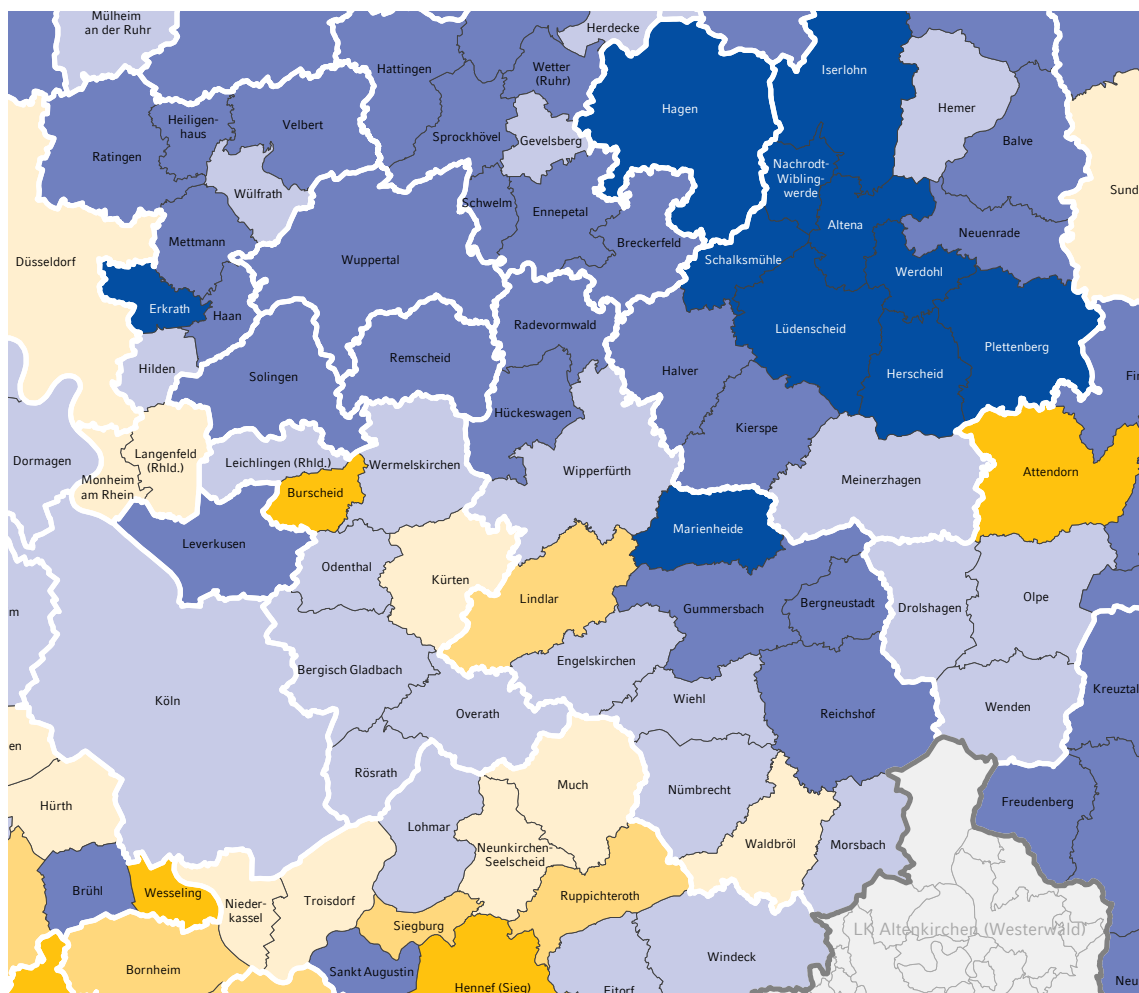 Mülheim
an der Ruhr
Herdecke
Hattingen
Wetter
(Ruhr)
Iserlohn
Hagen
Hemer
Heiligen-
haus
Velbert
Sprockhövel
Gevelsberg
Balve
Ratingen
Nachrodt-
Wibling-
werde
Wülfrath
Sund
Schwelm
Ennepetal
Altena
Mettmann
Breckerfeld
Neuenrade
Düsseldorf
Wuppertal
Schalksmühle
Werdohl
Erkrath
Haan
Radevormwald
Lüdenscheid
Remscheid
Plettenberg
Hilden
Solingen
Halver
Herscheid
Fin
Hückeswagen
Kierspe
Dormagen
Langenfeld
(Rhld.)
Leichlingen (Rhld.)
Wermelskirchen
Wipperfürth
Attendorn
Monheim
am Rhein
Burscheid
Meinerzhagen
Marienheide
Leverkusen
Odenthal
Kürten
Lindlar
Gummersbach
Bergneustadt
Drolshagen
Olpe
m
Bergisch Gladbach
Engelskirchen
Kreuztal
Köln
Wiehl
Overath
Reichshof
Wenden
en
Rösrath
Much
Nümbrecht
Hürth
Freudenberg
Lohmar
Neunkirchen-
Seelscheid
Waldbröl
Morsbach
Brühl
Wesseling
Nieder-
kassel
Troisdorf
Ruppichteroth
Siegburg
LK Altenkirchen (Westerwald)
Bornheim
Sankt Augustin
Windeck
Hennef (Sieg)
Eitorf
Neu